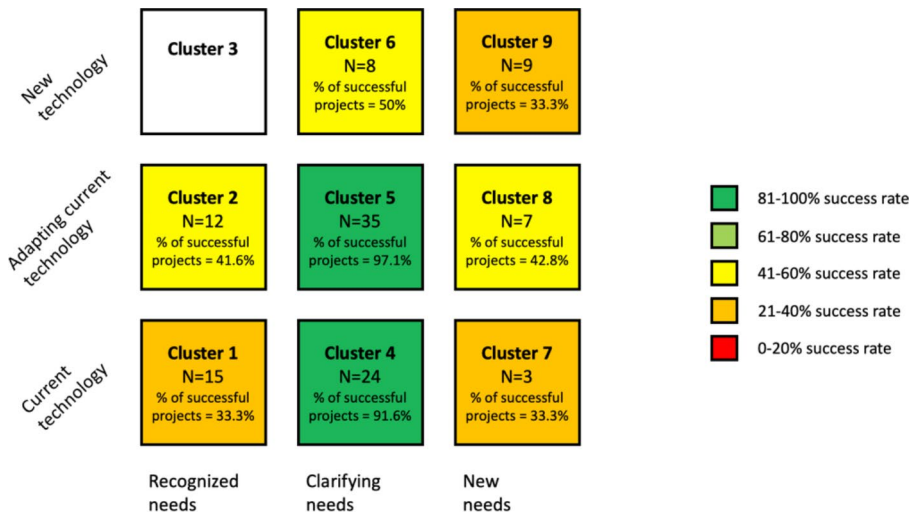 New
technology
Cluster 3
Cluster 6
N=8
% of successful
projects = 50%
Cluster 9
N=9
% of successful
projects = 33.3%
Adapting current
technology
Cluster 2
N=12
% of successful
projects = 41.6%
Cluster 5
N=35
% of successful
projects = 97.1%
Cluster 8
N=7
% of successful
projects = 42.8%
Current
technology
Cluster 1
N=15
% of successful
projects = 33.3%
Cluster 4
N=24
% of successful
projects = 91.6%
Cluster 7
N=3
% of successful
projects = 33.3%
Recognized
needs
Clarifying
needs
New
needs
81-100% success rate
61-80% success rate
41-60% success rate
21-40% success rate
0-20% success rate